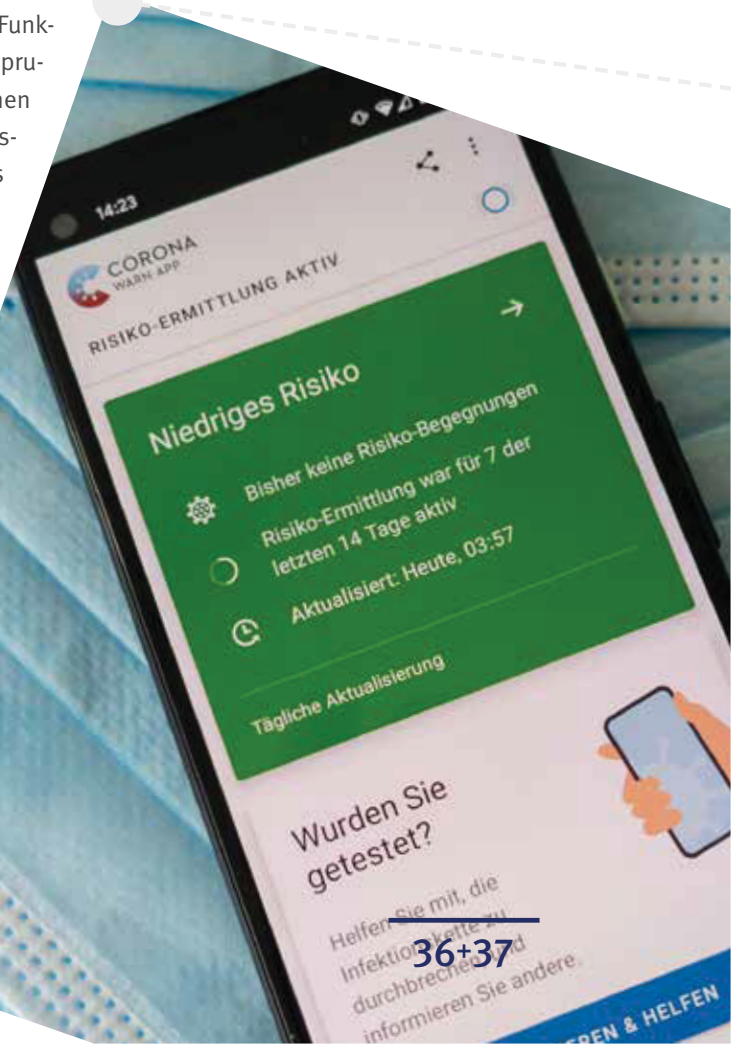 Funk-
pru-
nen
s-
s
14:23
CORONA
WARN APP
RISIKO-ERMITTLUNG AKTIV
Niedriges Risiko
Bisher keine Risiko-Begegnungen
Risiko-Ermittlung war für 7 der
letzten 14 Tage aktiv
Aktualisiert: Heute, 03:57
Tägliche Aktualisierung
Wurden Sie
getestet?
Helfen Sie mit, die
Infektionskette zu
durchbrechen und
informieren Sie andere.
EREN & HELFEN
36+37